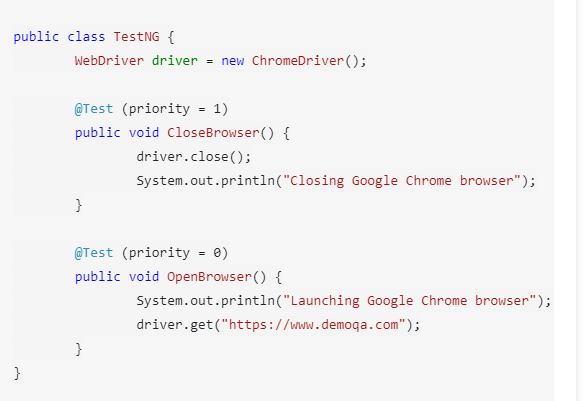 public class TestNG {
WebDriver driver = new ChromeDriver();
@Test (priority = 1)
public void CloseBrowser() {
driver.close();
System.out.println("Closing Google Chrome browser");
}
@Test (priority = 0)
public void OpenBrowser() {
System.out.println("Launching Google Chrome browser");
driver.get("https://www.demoqa.com");
}
}